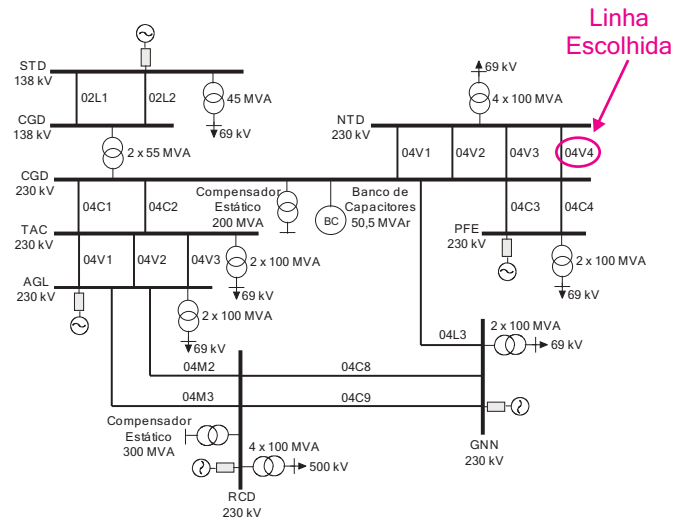 Linha
Escolhida
STD
138 kV
02L1
02L2
45 MVA
69 kV
CGD
138 kV
2 x 55 MVA
69 kV
4 x 100 MVA
NTD
230 kV
04V1
04V2
04V3
04V4
CGD
230 kV
04C1
04C2
Compensador
Estático
200 MVA
BC
Banco de
Capacitores
50,5 MVAr
04C3
04C4
TAC
230 kV
04V1
04V2
04V3
2 x 100 MVA
69 kV
PFE
230 kV
2 x 100 MVA
69 kV
AGL
230 kV
2 x 100 MVA
69 kV
04L3
2 x 100 MVA
69 kV
04M2
04C8
04M3
04C9
Compensador
Estático
300 MVA
4 x 100 MVA
500 kV
RCD
230 kV
GNN
230 kV